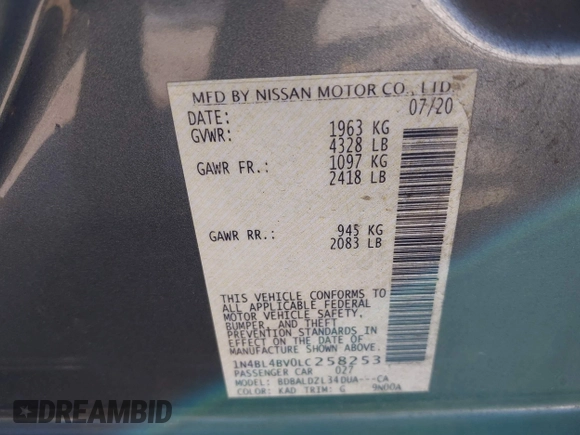 MFD BY NISSAN MOTOR CO., LTD
DATE: 07/20
GVWR: 1963 KG
4328 LB
GAWR FR.: 1097 KG
2418 LB
GAWR RR.: 945 KG
2083 LB
THIS VEHICLE CONFORMS TO
ALL APPLICABLE FEDERAL
MOTOR VEHICLE SAFETY,
BUMPER, AND THEFT
PREVENTION STANDARDS IN
EFFECT ON THE DATE OF
MANUFACTURE SHOWN ABOVE.
1N4BL4BV0LC258253
PASSENGER CAR 027
MODEL: BDBALDZL34DUA---CA
COLOR: KAD TRIM: G 9N00A
EPICVIN
RAWBIDDING